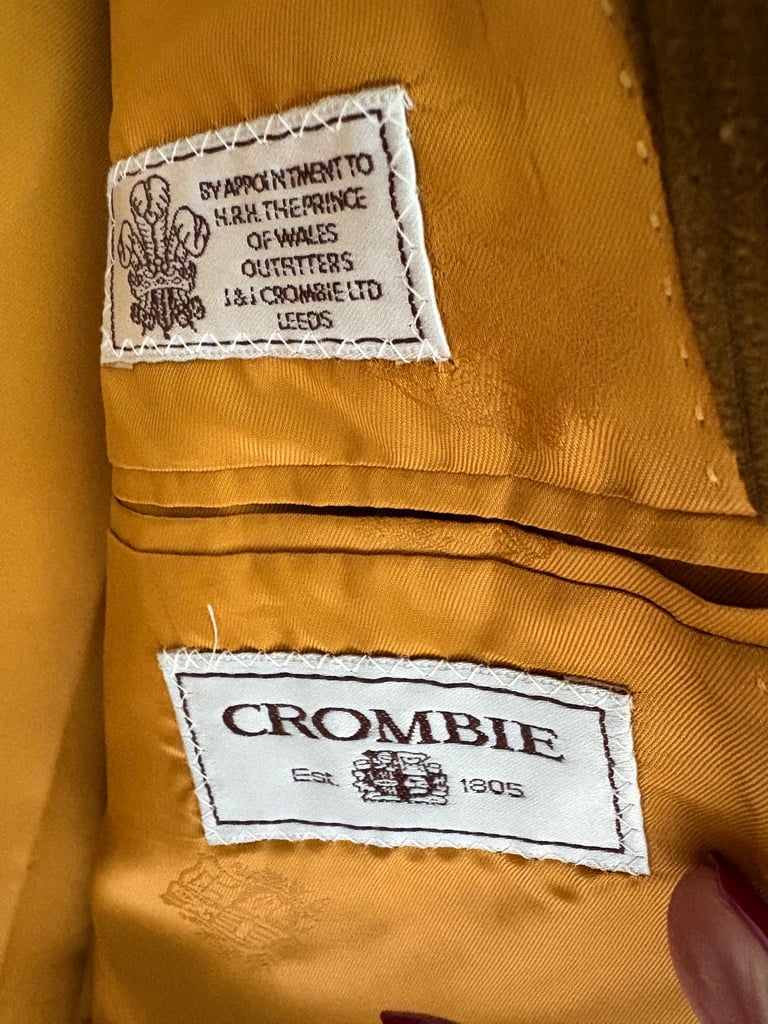 BY APPOINTMENT TO
H.R.H. THE PRINCE
OF WALES
OUTFITTERS
J & J CROMBIE LTD
LEEDS
CROMBIE
Est. 1805